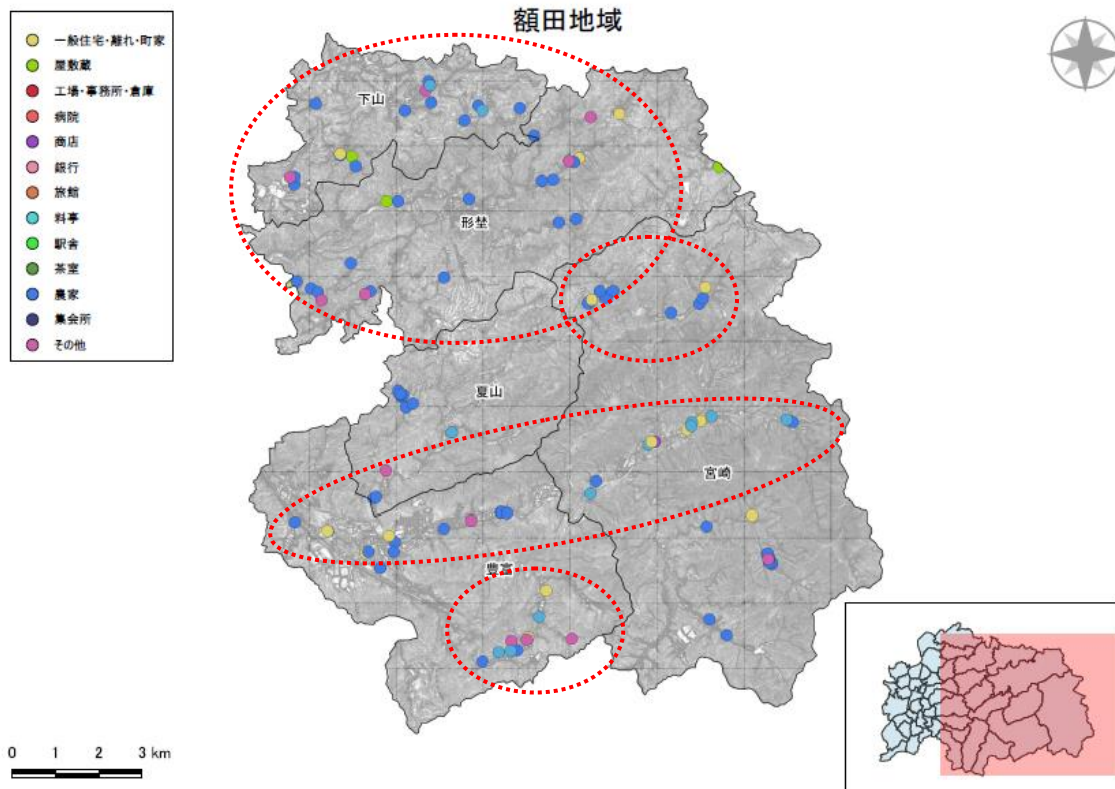 額田地域
一般住宅・離れ・町家
屋敷蔵
工場・事務所・倉庫
病院
商店
銀行
旅館
料亭
駅舎
茶室
農家
集会所
その他
下山
形埜
夏山
宮崎
豊富
0 1 2 3 km